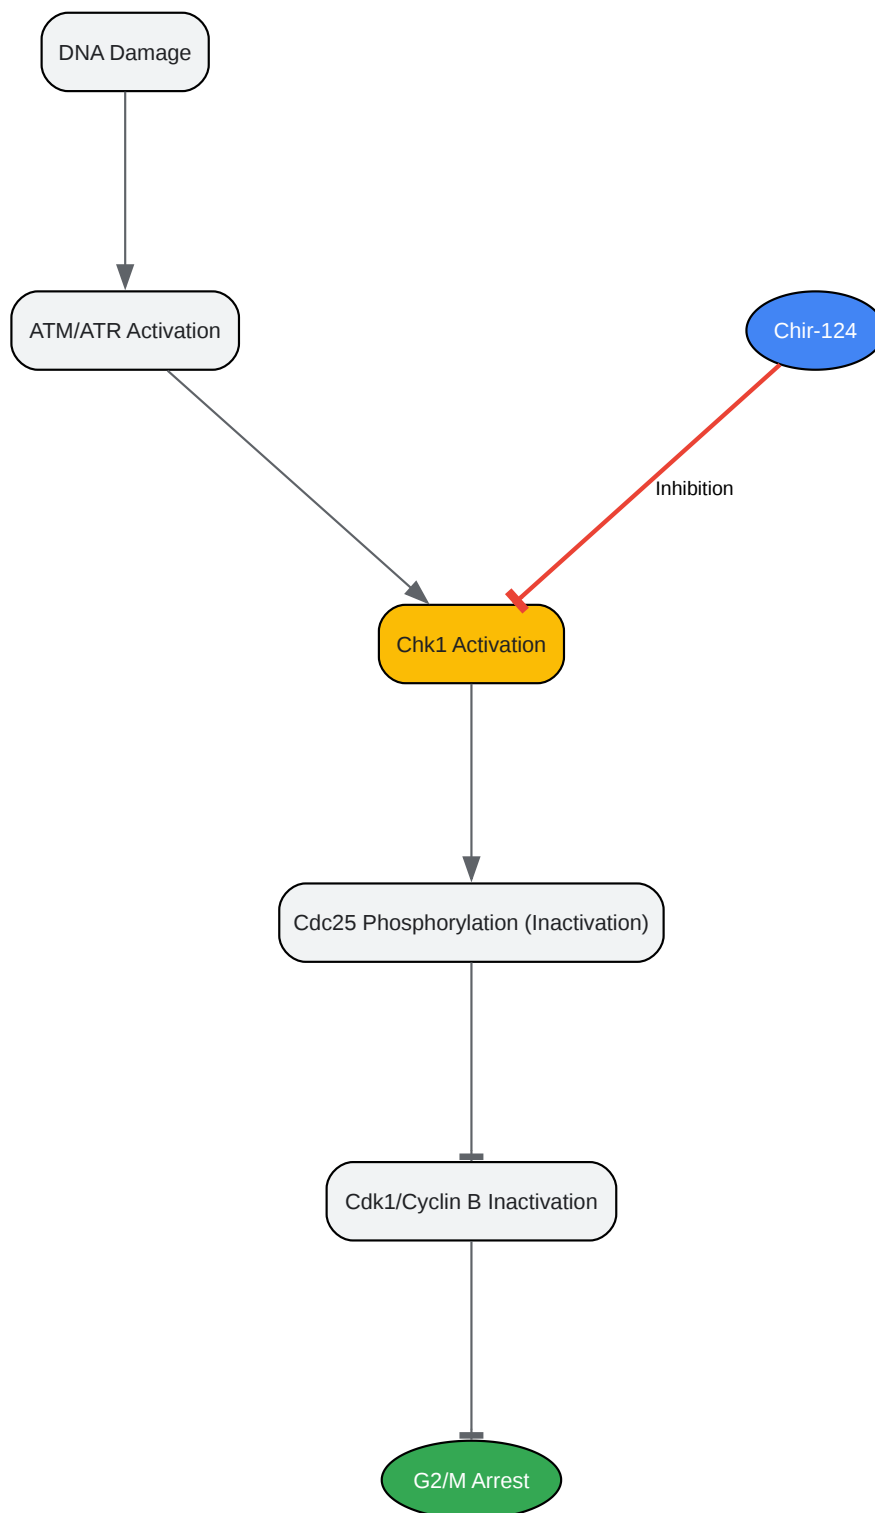 DNA Damage
ATM/ATR Activation
Chir-124
Inhibition
Chk1 Activation
Cdc25 Phosphorylation (Inactivation)
Cdk1/Cyclin B Inactivation
G2/M Arrest